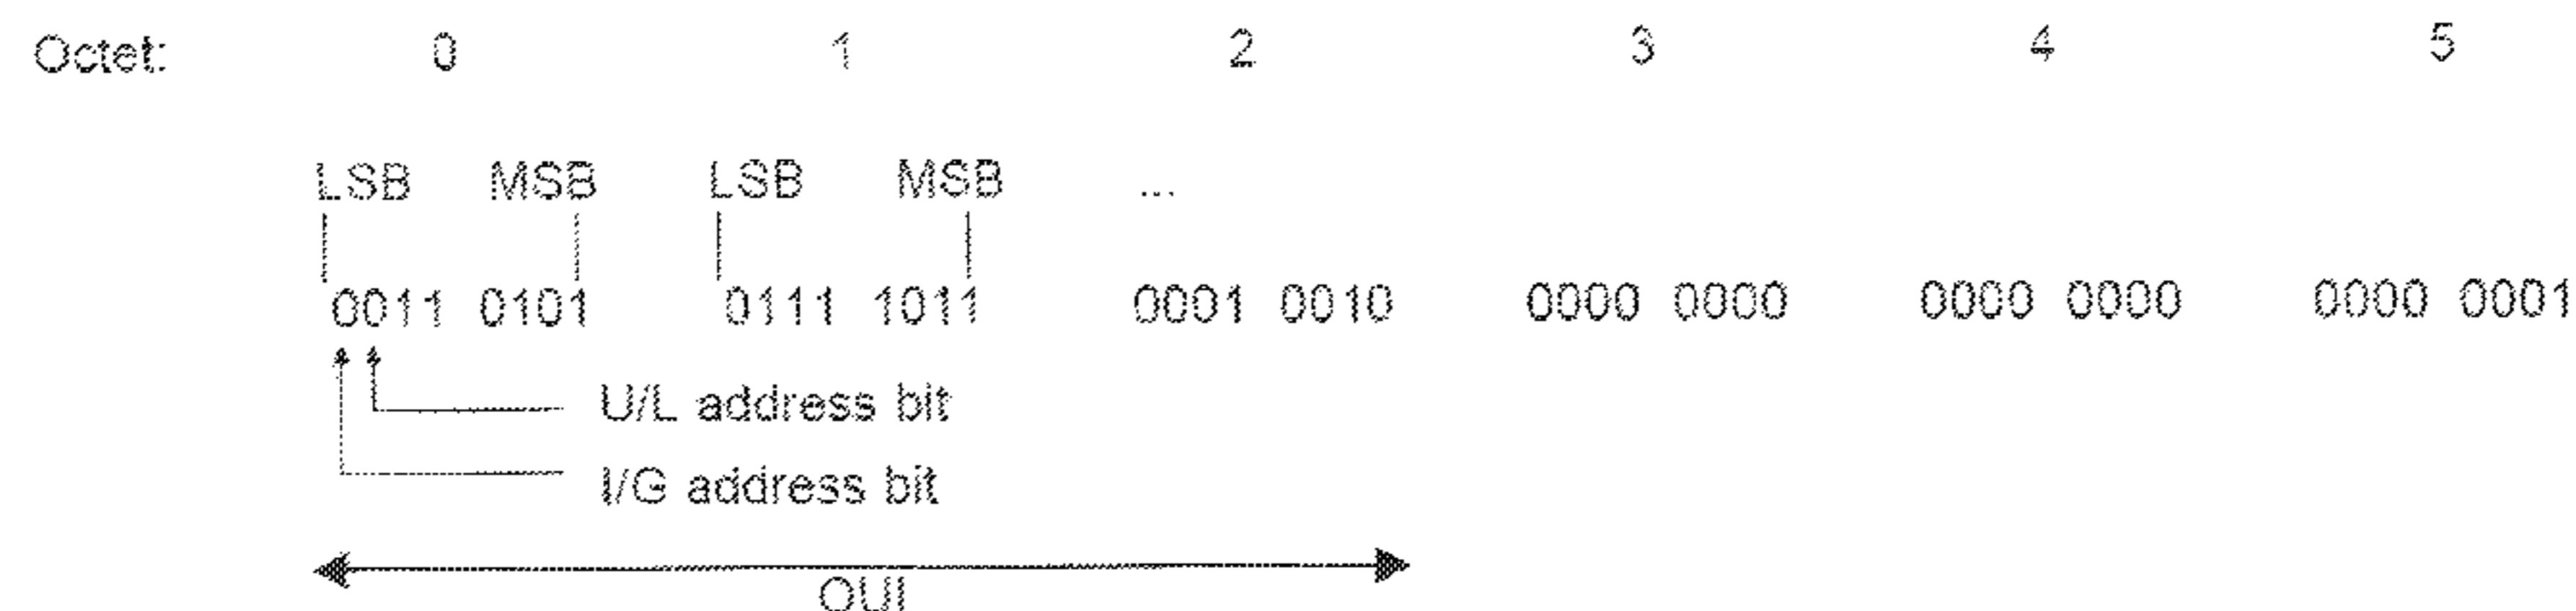 Octet: 0 1 2 3 4 5
LSB MSB LSB MSB ...
0011 0101 0111 1011 0001 0010 0000 0000 0000 0000 0000 0001
U/L address bit
I/G address bit
OUI